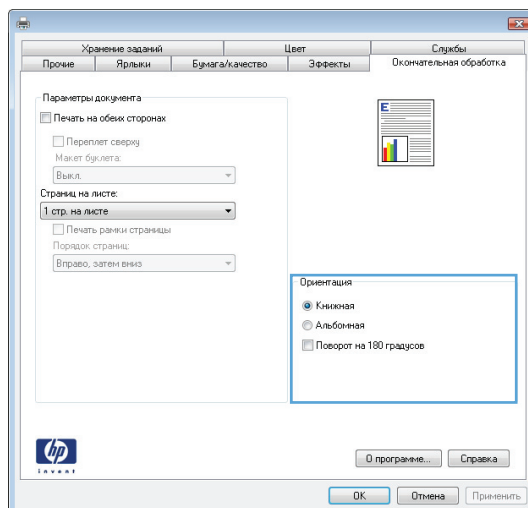 Хранение заданий Цвет Службы
Прочие Ярлыки Бумага/качество Эффекты Окончательная обработка
Параметры документа
Печать на обеих сторонах
Переплет сверху
Макет буклета:
Выкл.
Страниц на листе:
1 стр. на листе
Печать рамки страницы
Порядок страниц:
Вправо, затем вниз
E
Ориентация
Книжная
Альбомная
Поворот на 180 градусов
hp
invent
О программе... Справка
OK Отмена Применить